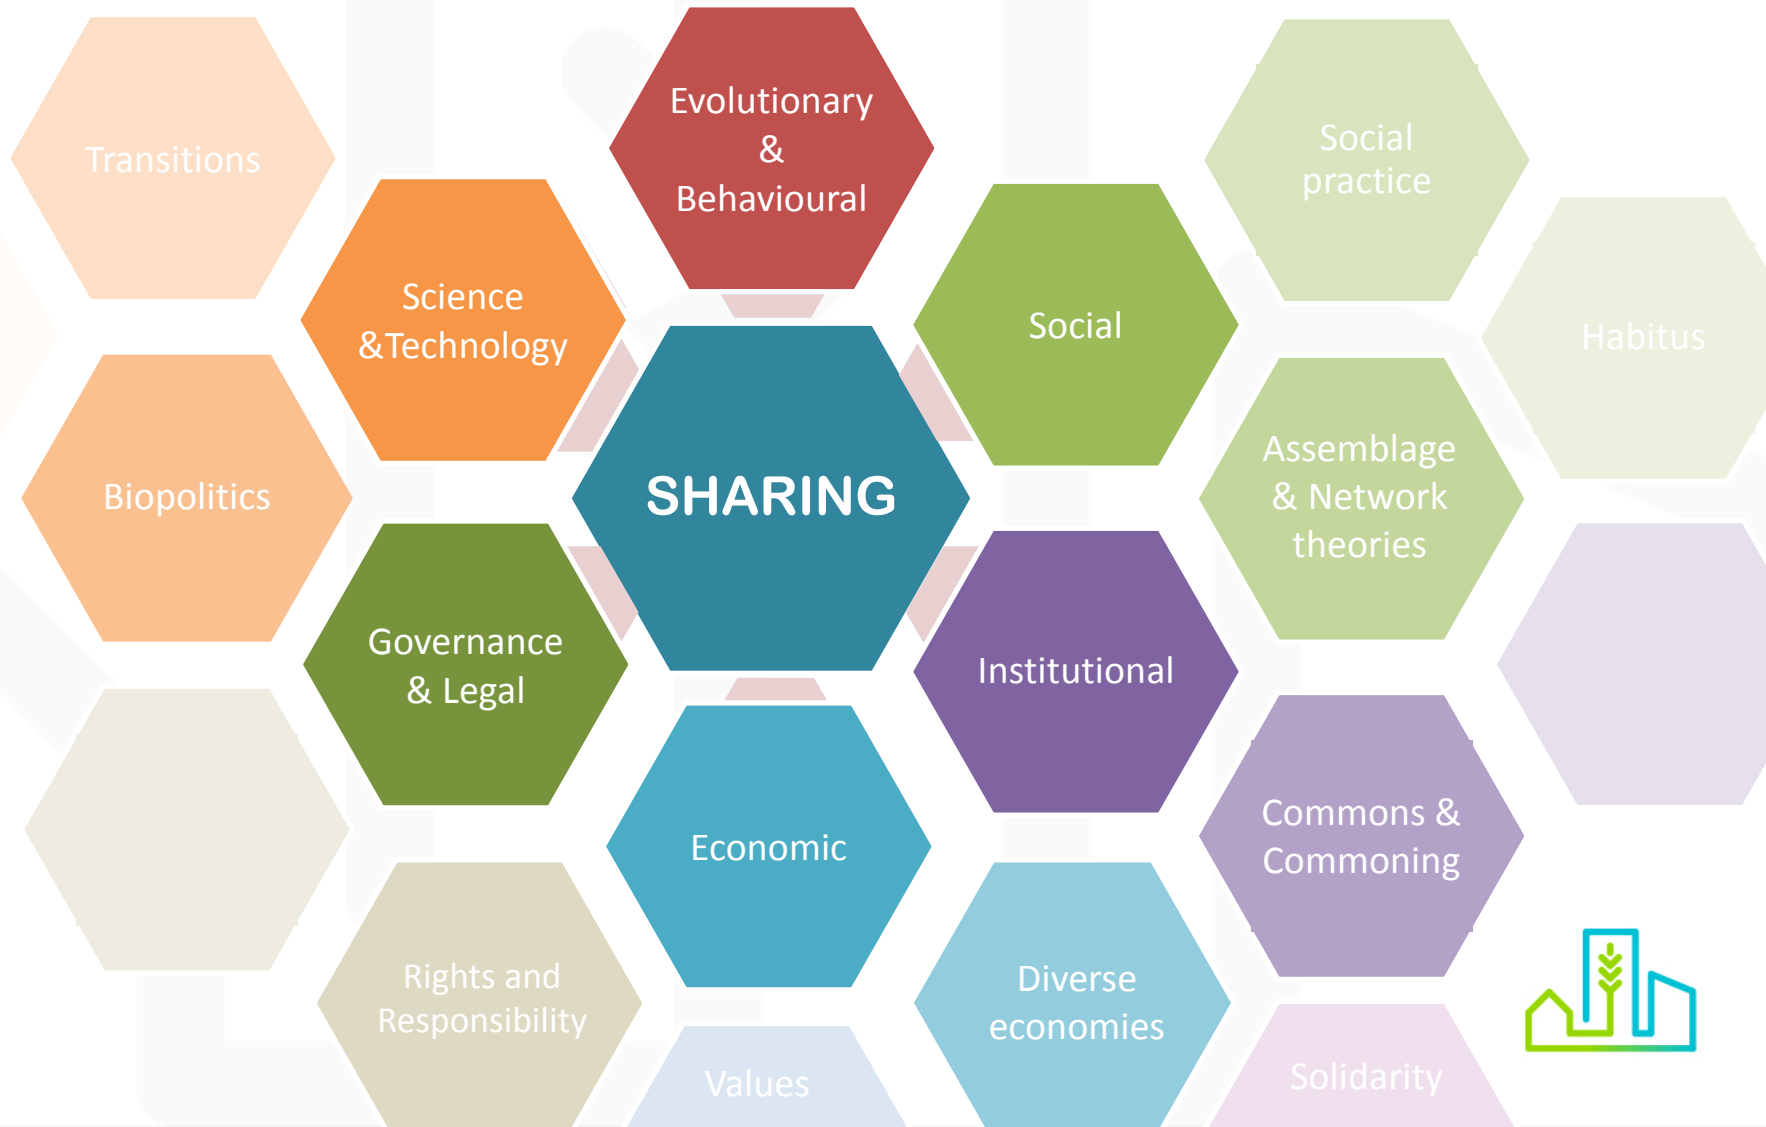 Evolutionary
&
Behavioural
Transitions
Social
practice
Science
&Technology
Social
Habitus
Biopolitics
SHARING
Assemblage
& Network
theories
Governance
& Legal
Institutional
Economic
Commons &
Commoning
Rights and
Responsibility
Diverse
economies
Values
Solidarity